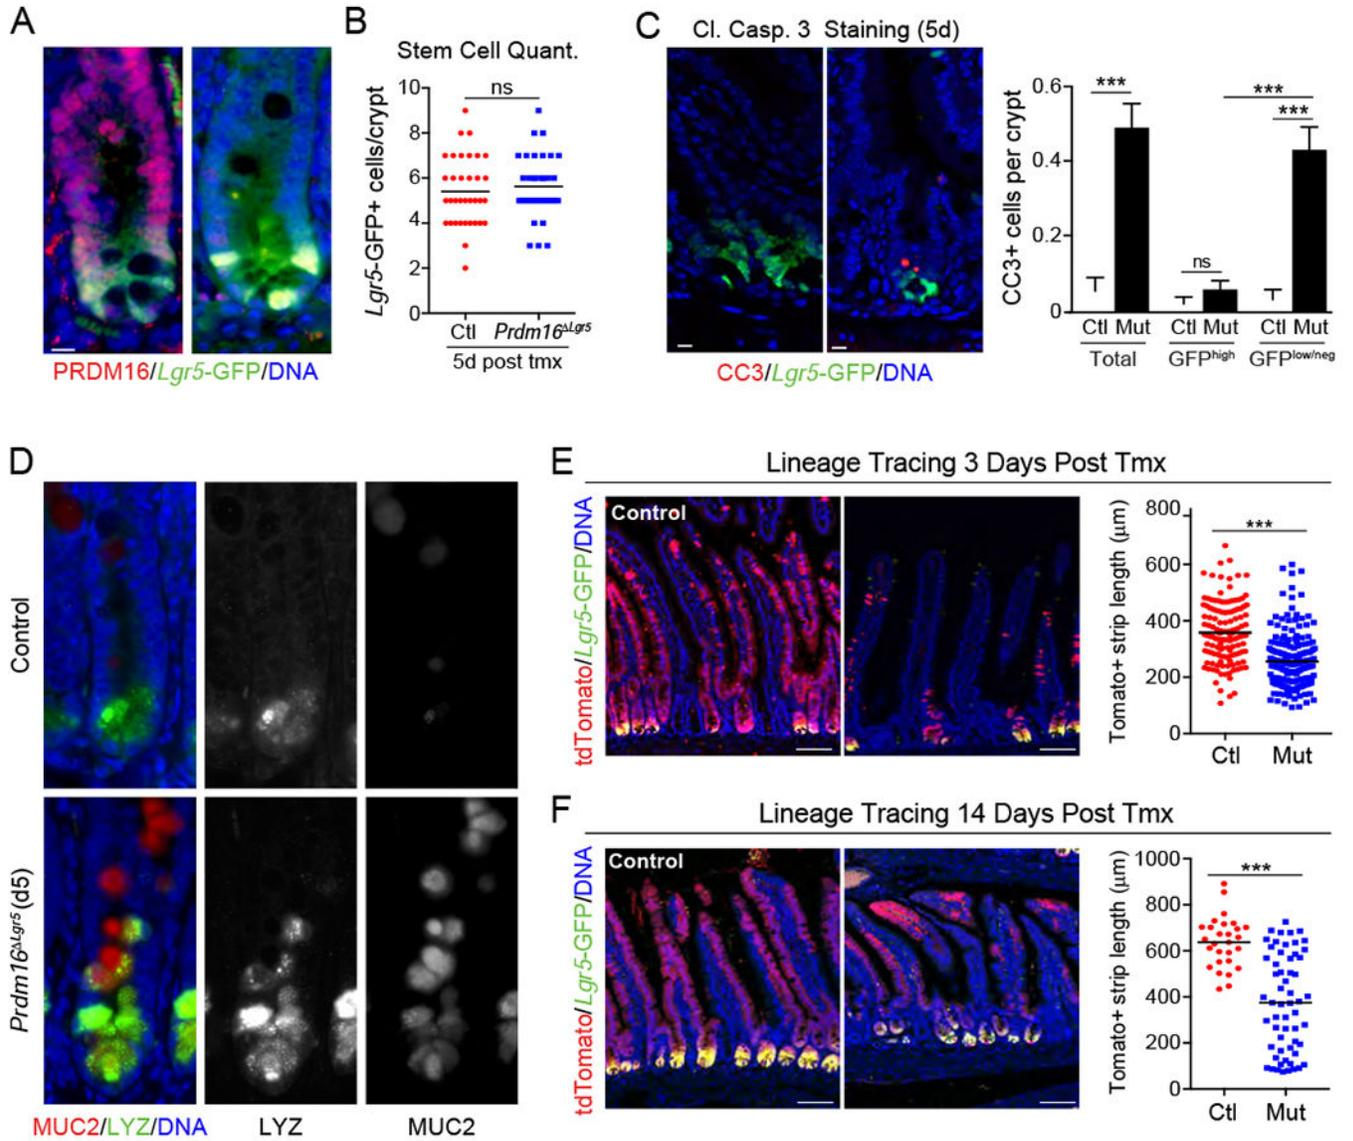 A
PRDM16/Lgr5-GFP/DNA
B
Stem Cell Quant.
Lgr5-GFP+ cells/crypt
10
8
6
4
2
0
ns
Ctl Prdm16ΔLgr5
5d post tmx
C
Cl. Casp. 3 Staining (5d)
CC3/Lgr5-GFP/DNA
CC3+ cells per crypt
0.6
0.4
0.2
0
***
ns
***
***
Ctl Mut Ctl Mut Ctl Mut
Total GFPhigh GFPlow/neg
D
Control
Prdm16ΔLgr5 (d5)
MUC2/LYZ/DNA LYZ MUC2
E
Lineage Tracing 3 Days Post Tmx
tdTomato/Lgr5-GFP/DNA
Control
Tomato+ strip length (μm)
800
600
400
200
0
***
Ctl Mut
F
Lineage Tracing 14 Days Post Tmx
tdTomato/Lgr5-GFP/DNA
Control
Tomato+ strip length (μm)
1000
800
600
400
200
0
***
Ctl Mut